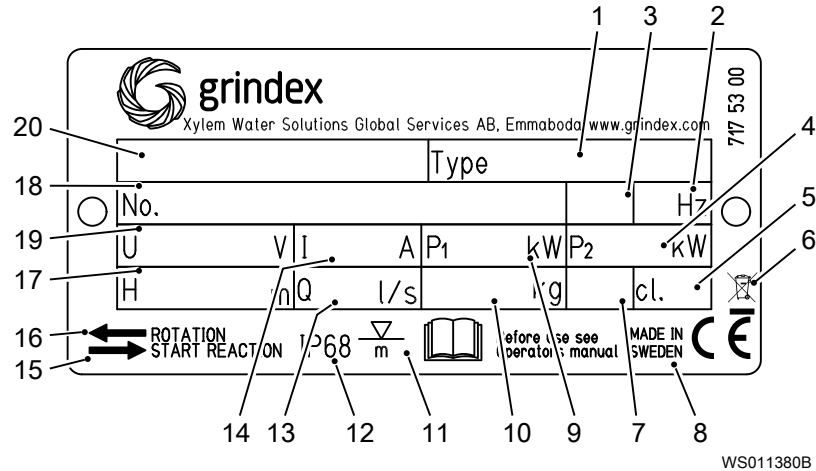 1 3 2
grindex
717 53 00
Xylem Water Solutions Global Services AB, Emmaboda www.grindex.com
20 Type 4
18 No. Hz 5
19 U V I A P1 kW P2 kW 6
17 H m Q l/s kg cl.
16 ROTATION IP68 m Before use see MADE IN CE
15 START REACTION operators manual SWEDEN
14 13 12 11 10 9 7 8
WS011380B